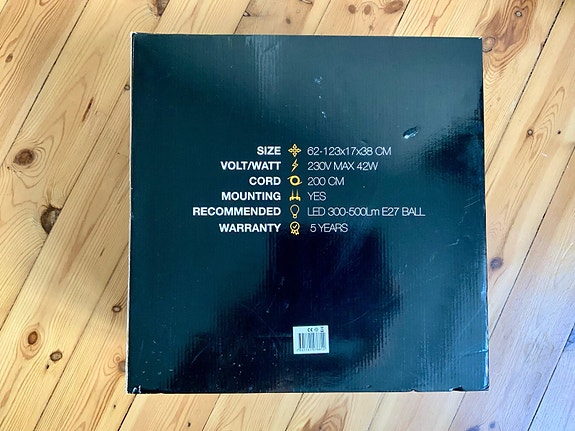 SIZE 62-123x17x38 CM
VOLT/WATT 230V MAX 42W
CORD 200 CM
MOUNTING YES
RECOMMENDED LED 300-500Lm E27 BALL
WARRANTY 5 YEARS
CE